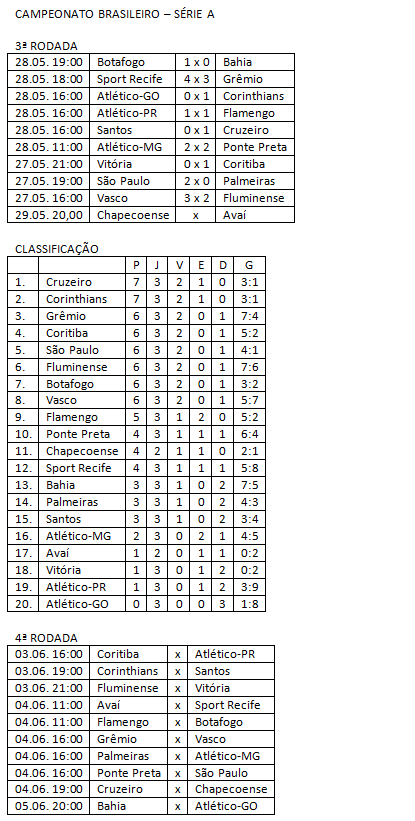 CAMPEONATO BRASILEIRO – SÉRIE A
3ª RODADA
28.05. 19:00 Botafogo 1 x 0 Bahia
28.05. 18:00 Sport Recife 4 x 3 Grêmio
28.05. 16:00 Atlético-GO 0 x 1 Corinthians
28.05. 16:00 Atlético-PR 1 x 1 Flamengo
28.05. 16:00 Santos 0 x 1 Cruzeiro
28.05. 11:00 Atlético-MG 2 x 2 Ponte Preta
27.05. 21:00 Vitória 0 x 1 Coritiba
27.05. 19:00 São Paulo 2 x 0 Palmeiras
27.05. 16:00 Vasco 3 x 2 Fluminense
29.05. 20,00 Chapecoense x Avaí
CLASSIFICAÇÃO
P J V E D G
1. Cruzeiro 7 3 2 1 0 3:1
2. Corinthians 7 3 2 1 0 3:1
3. Grêmio 6 3 2 0 1 7:4
4. Coritiba 6 3 2 0 1 5:2
5. São Paulo 6 3 2 0 1 4:1
6. Fluminense 6 3 2 0 1 7:6
7. Botafogo 6 3 2 0 1 3:2
8. Vasco 6 3 2 0 1 5:7
9. Flamengo 5 3 1 2 0 5:2
10. Ponte Preta 4 3 1 1 1 6:4
11. Chapecoense 4 2 1 1 0 2:1
12. Sport Recife 4 3 1 1 1 5:8
13. Bahia 3 3 1 0 2 7:5
14. Palmeiras 3 3 1 0 2 4:3
15. Santos 3 3 1 0 2 3:4
16. Atlético-MG 2 3 0 2 1 4:5
17. Avaí 1 2 0 1 1 0:2
18. Vitória 1 3 0 1 2 0:2
19. Atlético-PR 1 3 0 1 2 3:9
20. Atlético-GO 0 3 0 0 3 1:8
4ª RODADA
03.06. 16:00 Coritiba x Atlético-PR
03.06. 19:00 Corinthians x Santos
03.06. 21:00 Fluminense x Vitória
04.06. 11:00 Avaí x Sport Recife
04.06. 11:00 Flamengo x Botafogo
04.06. 16:00 Grêmio x Vasco
04.06. 16:00 Palmeiras x Atlético-MG
04.06. 16:00 Ponte Preta x São Paulo
04.06. 19:00 Cruzeiro x Chapecoense
05.06. 20:00 Bahia x Atlético-GO